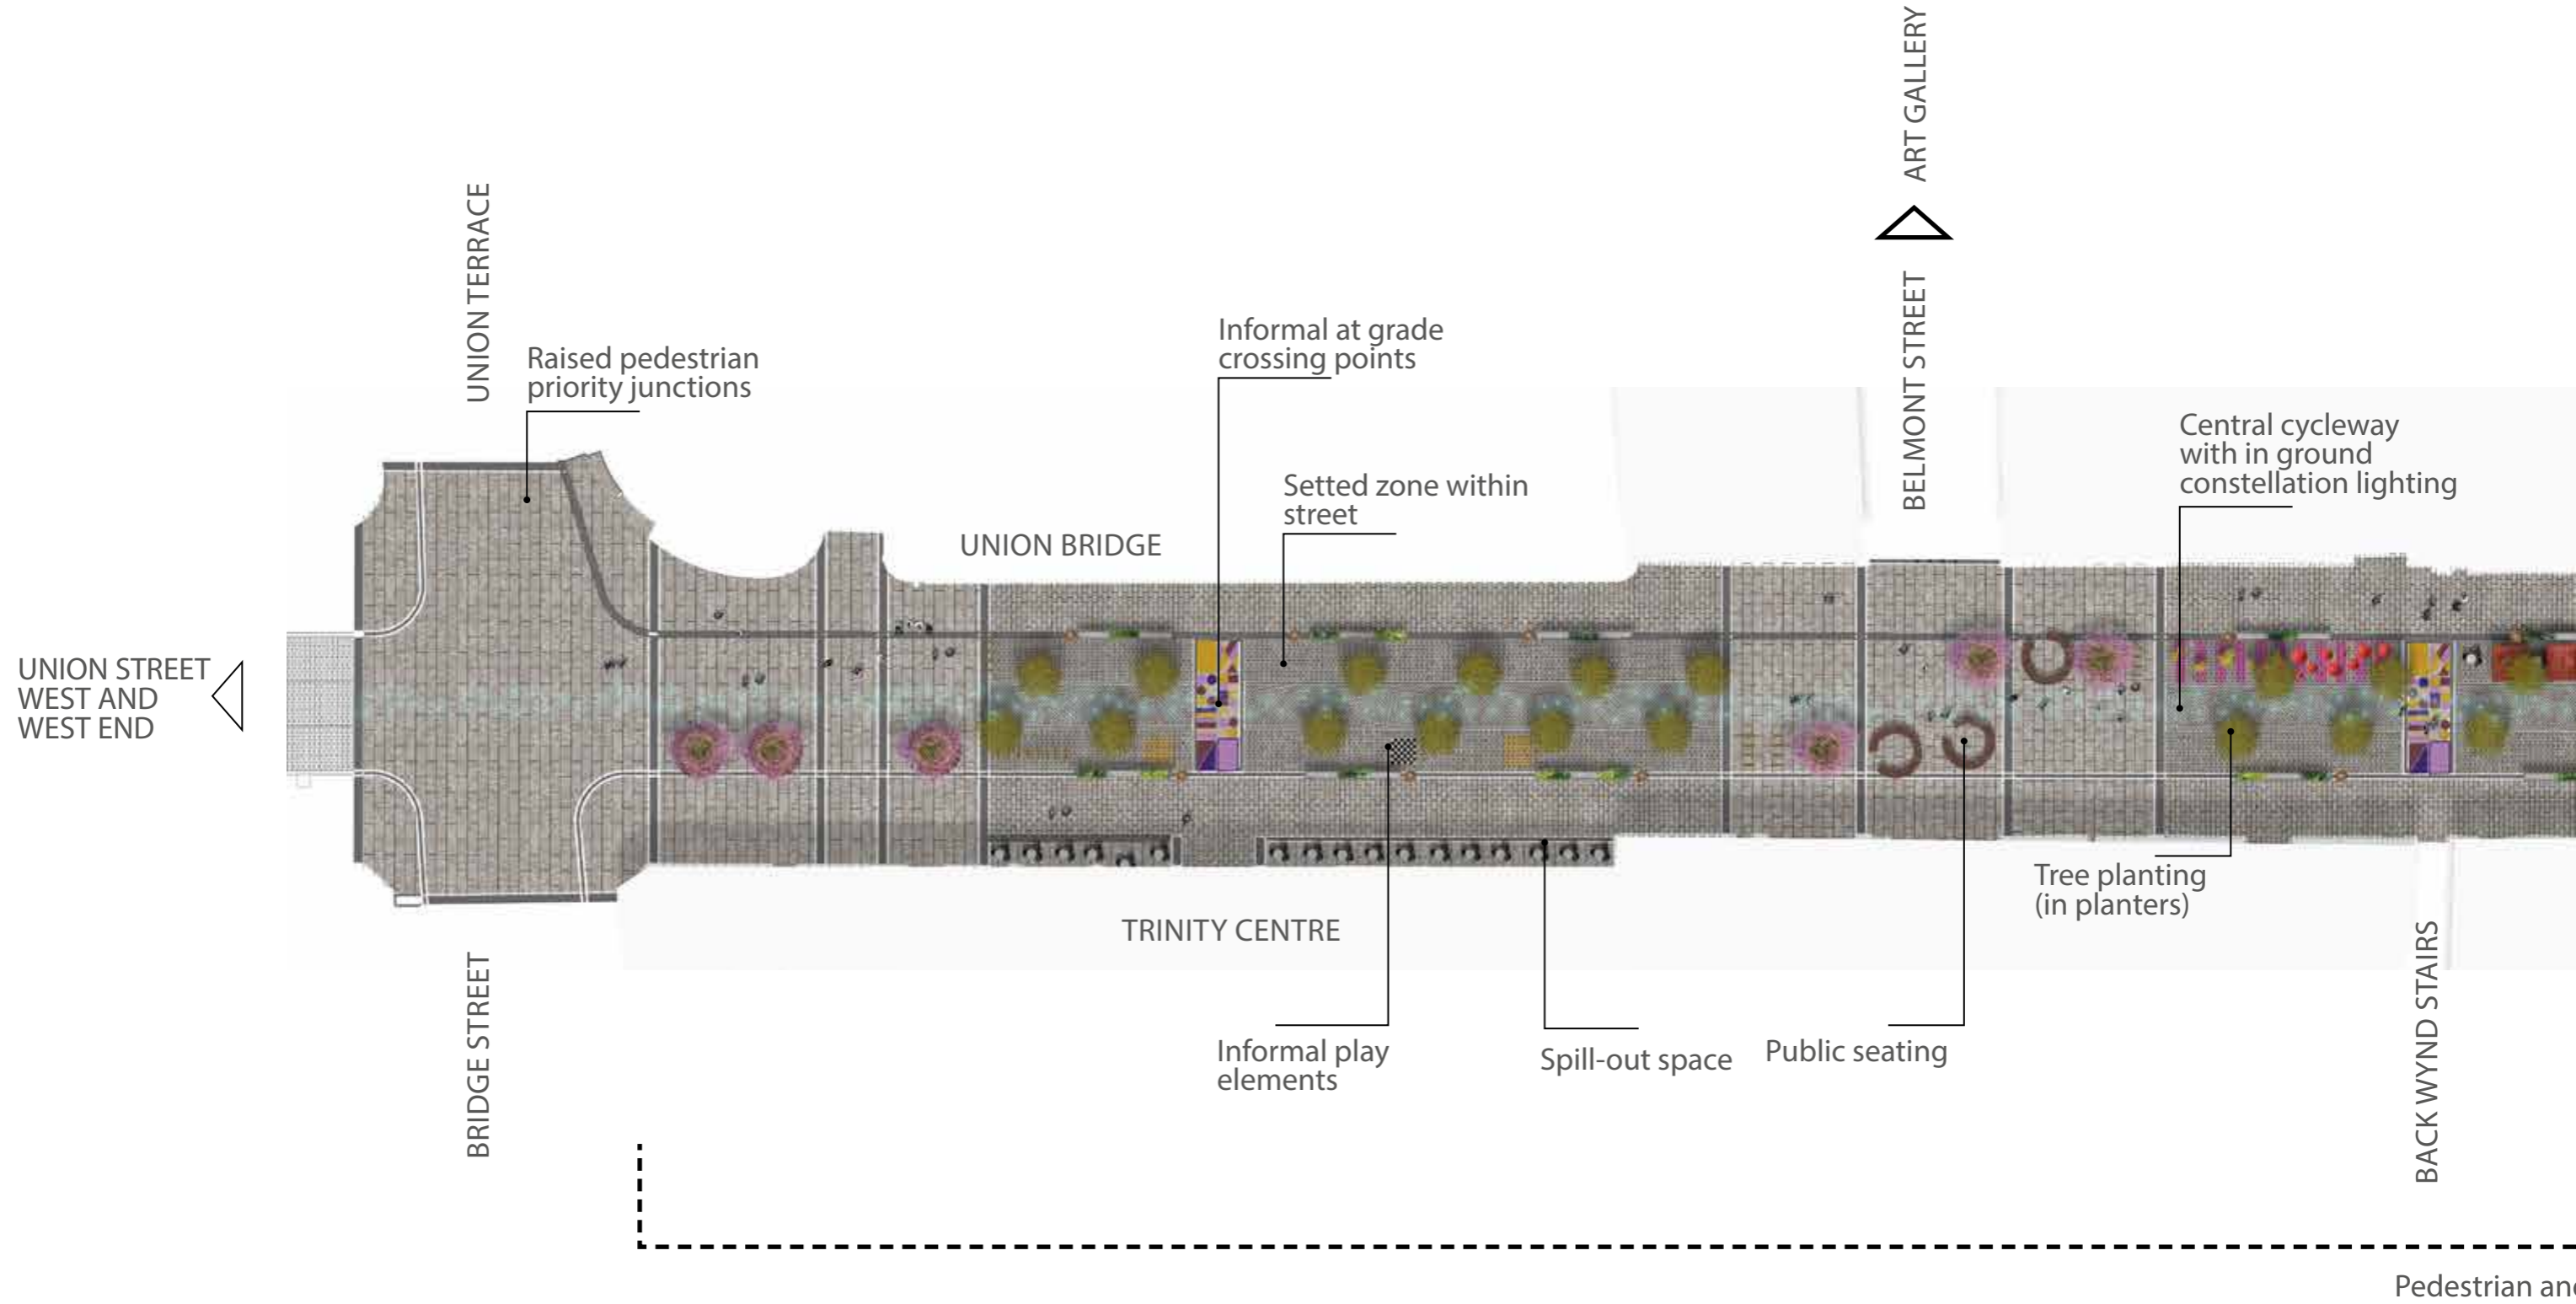 ART GALLERY
BELMONT STREET
UNION TERRACE
Raised pedestrian
priority junctions
Informal at grade
crossing points
Setted zone within
street
Central cycleway
with in ground
constellation lighting
UNION BRIDGE
UNION STREET
WEST AND
WEST END
TRINITY CENTRE
Tree planting
(in planters)
BRIDGE STREET
Informal play
elements
Spill-out space
Public seating
BACK WYND STAIRS
Pedestrian